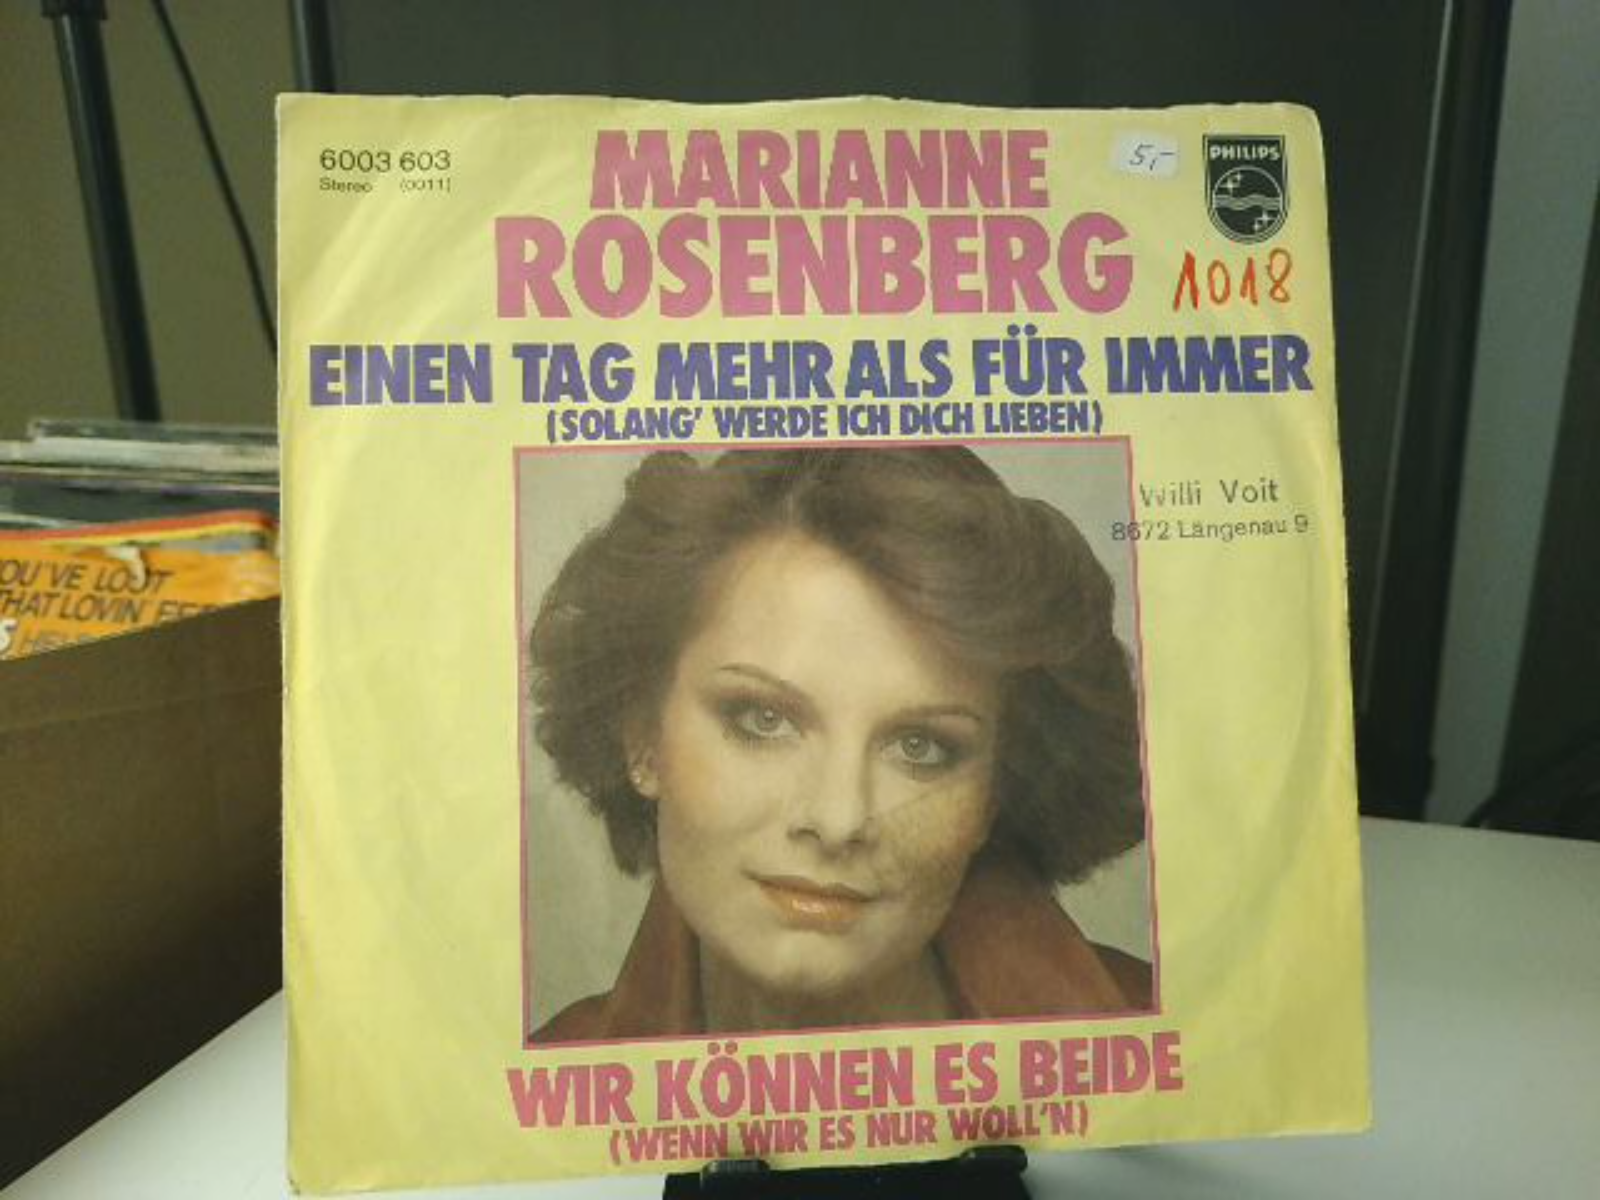 6003 603
Stereo (0011)
MARIANNE
ROSENBERG
5,-
PHILIPS
1018
EINEN TAG MEHR ALS FÜR IMMER
(SOLANG' WERDE ICH DICH LIEBEN)
Willi Voit
8672 Längenau 9
WIR KÖNNEN ES BEIDE
(WENN WIR ES NUR WOLL'N)
OU'VE LOST
HAT LOVIN'